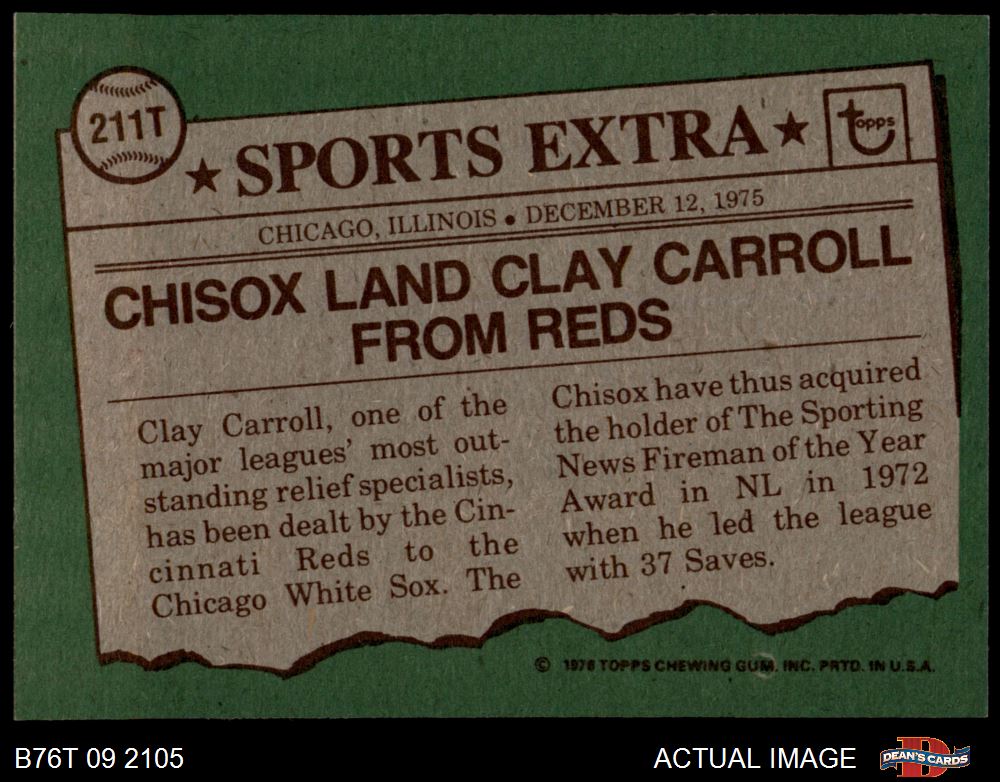 211T
★ SPORTS EXTRA ★
topps
CHICAGO, ILLINOIS • DECEMBER 12, 1975
CHISOX LAND CLAY CARROLL
FROM REDS
Clay Carroll, one of the
major leagues' most out-
standing relief specialists,
has been dealt by the Cin-
cinnati Reds to the
Chicago White Sox. The
Chisox have thus acquired
the holder of The Sporting
News Fireman of the Year
Award in NL in 1972
when he led the league
with 37 Saves.
© 1976 TOPPS CHEWING GUM. INC. PRTD. IN U.S.A.
B76T 09 2105
ACTUAL IMAGE
D
DEAN'S CARDS